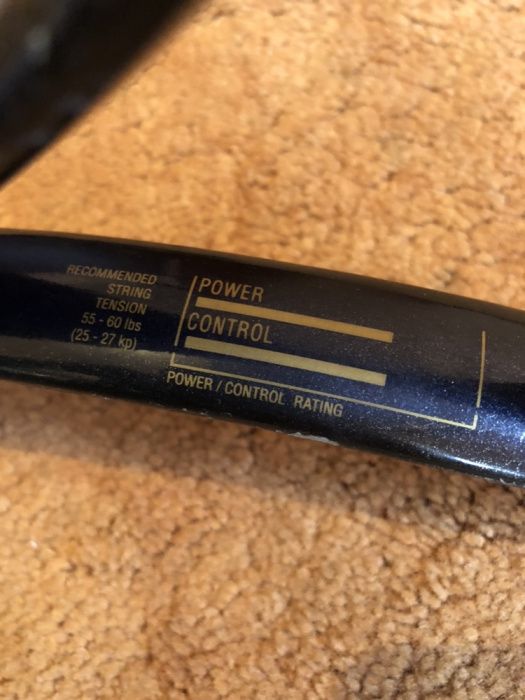 RECOMMENDED
STRING
TENSION
55 - 60 lbs
(25 - 27 kp)
POWER
CONTROL
POWER / CONTROL RATING